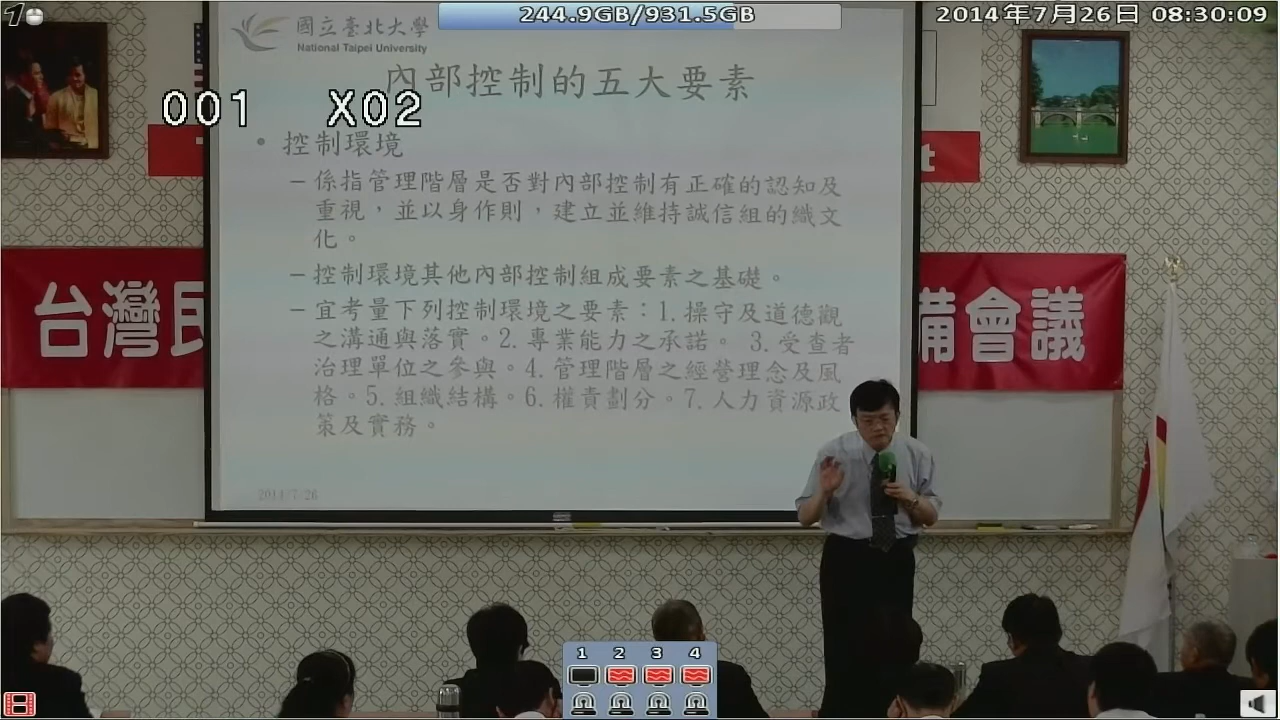 1
244.9GB/931.5GB
2014年7月26日 08:30:09
國立臺北大學
National Taipei University
001 X02
內部控制的五大要素
• 控制環境
– 係指管理階層是否對內部控制有正確的認知及
重視，並以身作則，建立並維持誠信組的織文
化。
– 控制環境其他內部控制組成要素之基礎。
– 宜考量下列控制環境之要素：1. 操守及道德觀
之溝通與落實。2. 專業能力之承諾。 3. 受查者
治理單位之參與。4. 管理階層之經營理念及風
格。5. 組織結構。6. 權責劃分。7. 人力資源政
策及實務。
2014/7/26
t
台灣民
備會議
1 2 3 4